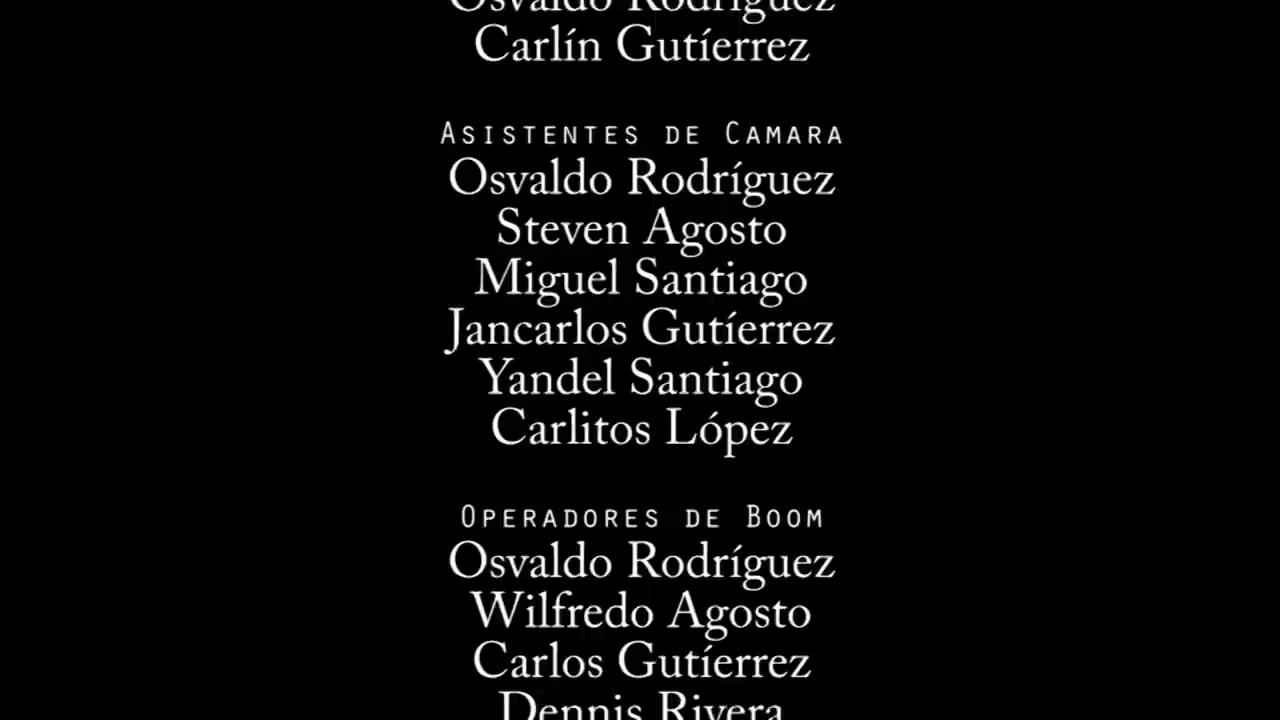 Osvaldo Rodríguez
Carlín Gutíerrez
ASISTENTES DE CAMARA
Osvaldo Rodríguez
Steven Agosto
Miguel Santiago
Jancarlos Gutíerrez
Yandel Santiago
Carlitos López
OPERADORES DE BOOM
Osvaldo Rodríguez
Wilfredo Agosto
Carlos Gutíerrez
Dennis Rivera